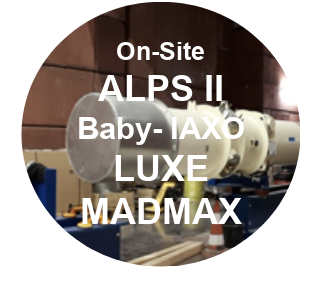 On-Site
ALPS II
Baby- IAXO
LUXE
MADMAX